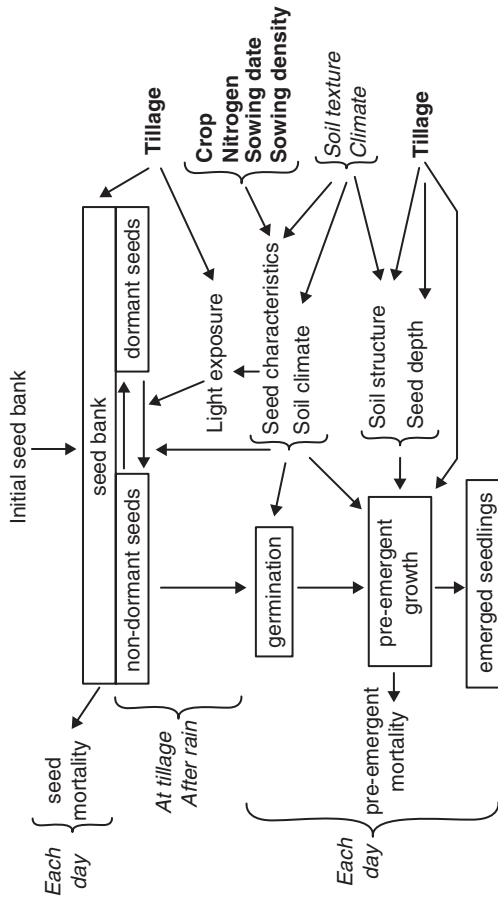 Initial seed bank
seed bank
non-dormant seeds
dormant seeds
Each
day
seed
mortality
At tillage
After rain
Tillage
Light exposure
Crop
Nitrogen
Sowing date
Sowing density
Seed characteristics
Soil climate
Soil texture
Climate
germination
Each
day
pre-emergent
mortality
pre-emergent
growth
Soil structure
Seed depth
Tillage
emerged seedlings